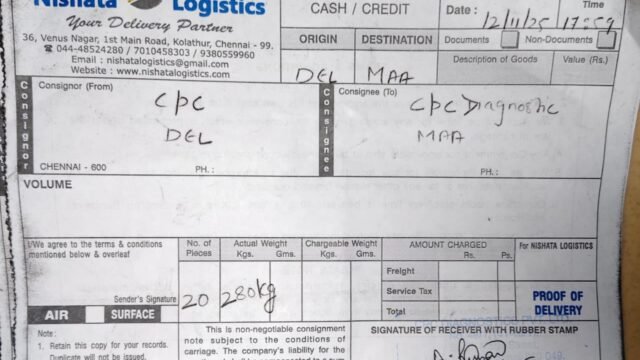 Nishata Logistics
Your Delivery Partner
36, Venus Nagar, 1st Main Road, Kolathur, Chennai - 99.
☎ 044-48524280 / 7010458303 / 9380559960
Email : nishatalogistics@gmail.com
Website : www.nishatalogistics.com
CASH / CREDIT
Date : 12/11/25
Time
17:59
ORIGIN DESTINATION
Documents Non-Documents
DEL MAA
Description of Goods Value (Rs.)
Consignor
Consignor (From)
CPC
DEL
CHENNAI - 600 PH. :
Consignee
Consignee (To)
CPC Diagnostic
MAA
PH. :
VOLUME
I/We agree to the terms & conditions
mentioned below & overleaf
Sender's Signature
AIR SURFACE
No. of
Pieces
20
Actual Weight
Kgs. Gms.
280kg
Chargeable Weight
Kgs. Gms.
AMOUNT CHARGED
Rs. Ps.
Freight
Service Tax
Total
For NISHATA LOGISTICS
PROOF OF
DELIVERY
Note :
1. Retain this copy for your records.
Duplicate will not be issued.
This is non-negotiable consignment
note subject to the conditions of
carriage. The company's liability for the
SIGNATURE OF RECEIVER WITH RUBBER STAMP